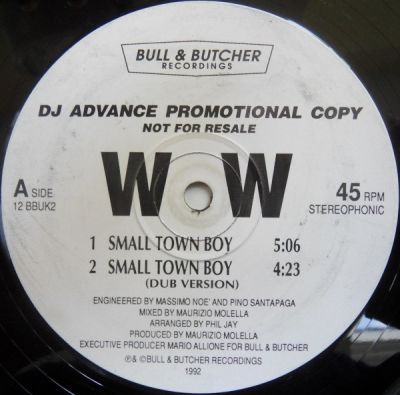 BULL & BUTCHER
RECORDINGS
DJ ADVANCE PROMOTIONAL COPY
NOT FOR RESALE
W W
A SIDE
12 BBUK2
45 RPM
STEREOPHONIC
1 SMALL TOWN BOY 5:06
2 SMALL TOWN BOY 4:23
(DUB VERSION)
ENGINEERED BY MASSIMO NOE' AND PINO SANTAPAGA
MIXED BY MAURIZIO MOLELLA
ARRANGED BY PHIL JAY
PRODUCED BY MAURIZIO MOLELLA
EXECUTIVE PRODUCER MARIO ALLIONE FOR BULL & BUTCHER
℗& ©BULL & BUTCHER RECORDINGS
1992